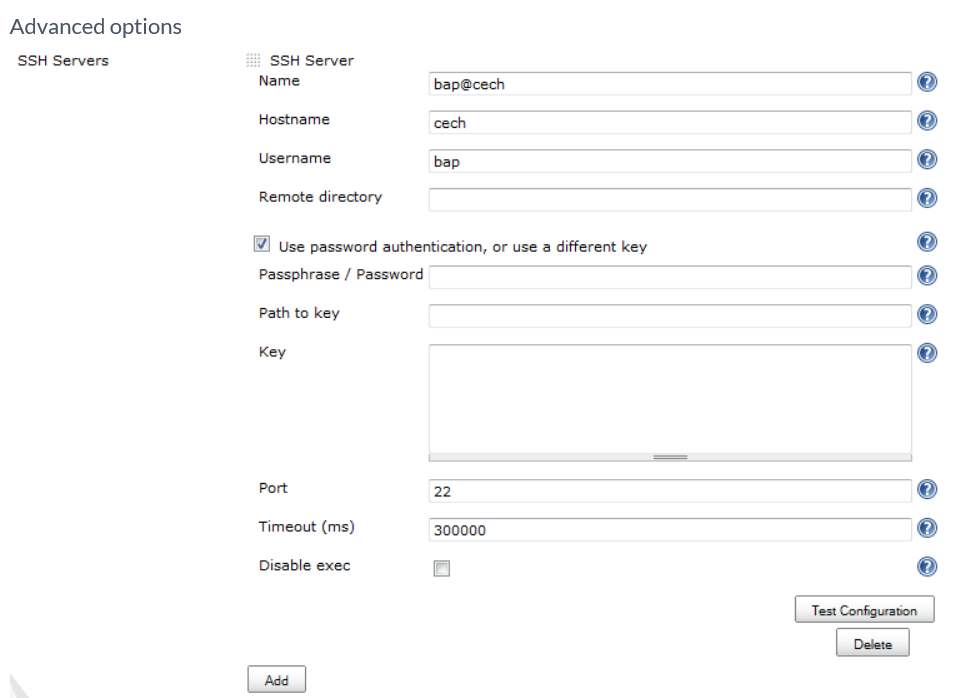 Advanced options
SSH Servers
SSH Server
Name
bap@cech
?
Hostname
cech
?
Username
bap
?
Remote directory
?
Use password authentication, or use a different key
?
Passphrase / Password
?
Path to key
?
Key
?
Port
22
?
Timeout (ms)
300000
?
Disable exec
?
Test Configuration
Delete
Add